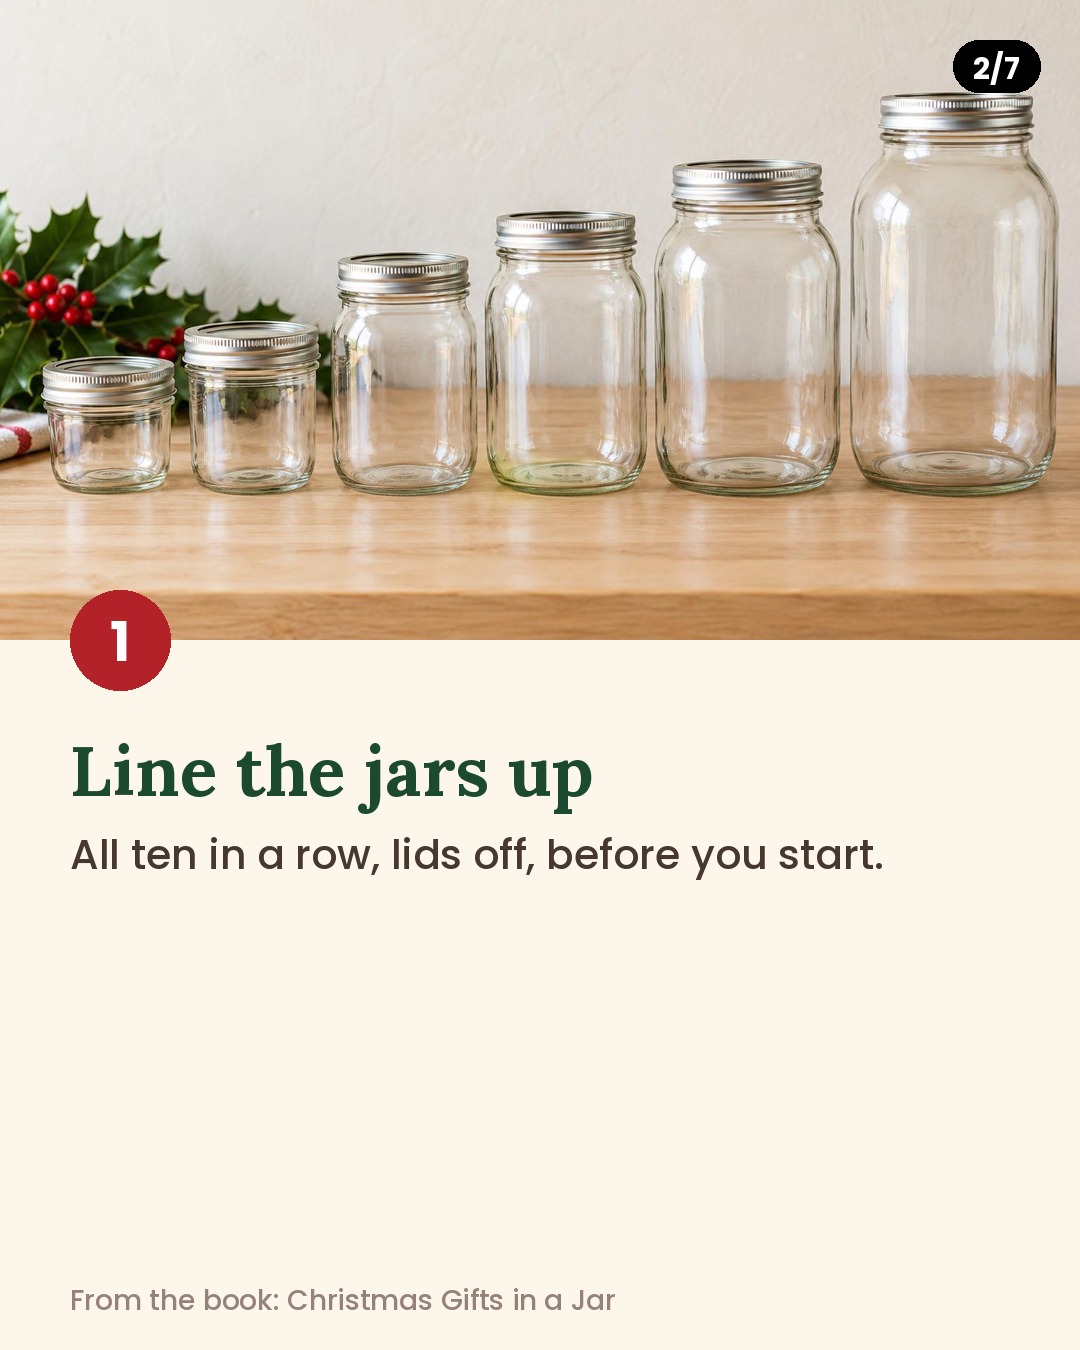 2/7
1
Line the jars up
All ten in a row, lids off, before you start.
From the book: Christmas Gifts in a Jar